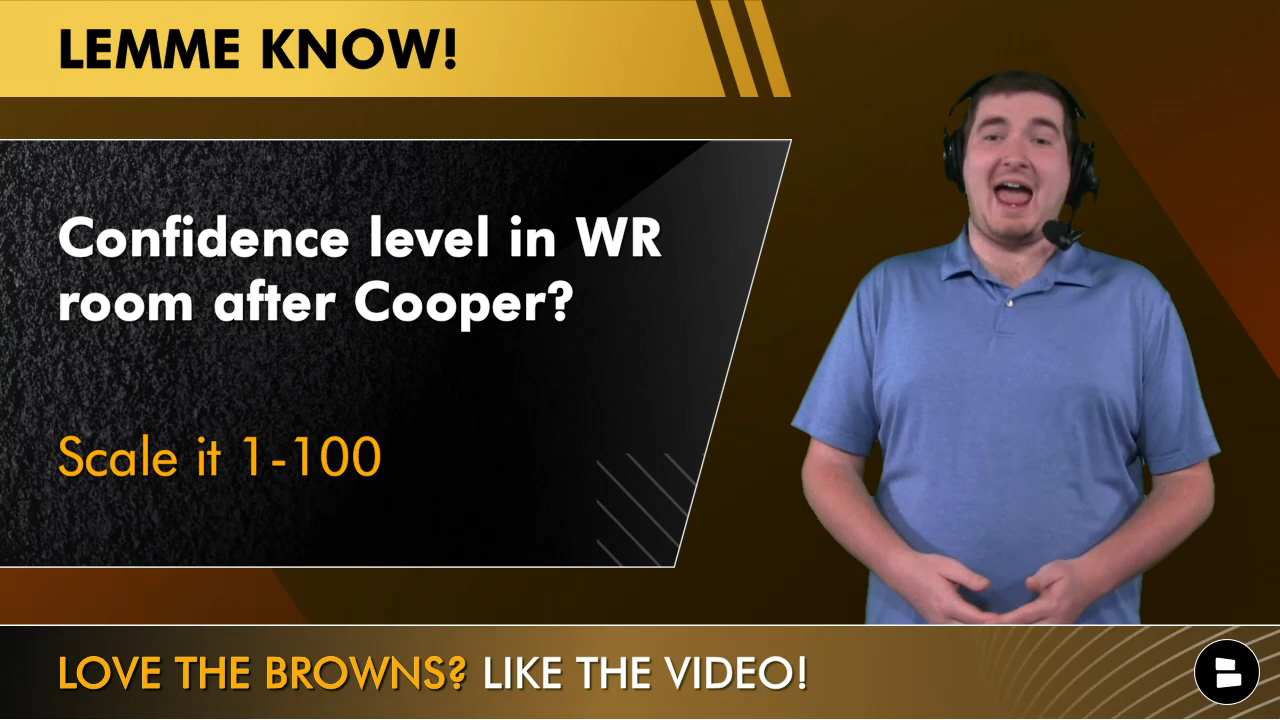 LEMME KNOW!
Confidence level in WR
room after Cooper?
Scale it 1-100
LOVE THE BROWNS? LIKE THE VIDEO!